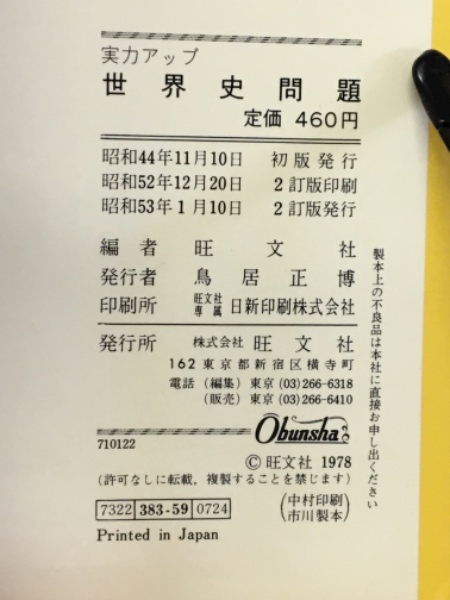 実力アップ
世界史問題
定価 460円
昭和44年11月10日 初版発行
昭和52年12月20日 2訂版印刷
昭和53年1月10日 2訂版発行
編者 旺文社
発行者 鳥居正博
印刷所 旺文社専属 日新印刷株式会社
発行所 株式会社 旺文社
162 東京都新宿区横寺町
電話 (編集) 東京 (03) 266-6318
(販売) 東京 (03) 266-6410
Obunsha
710122
© 旺文社 1978
(許可なしに転載, 複製することを禁じます)
7322 383-59 0724
(中村印刷
市川製本)
Printed in Japan
製本上の不良品は本社に直接お申し出ください